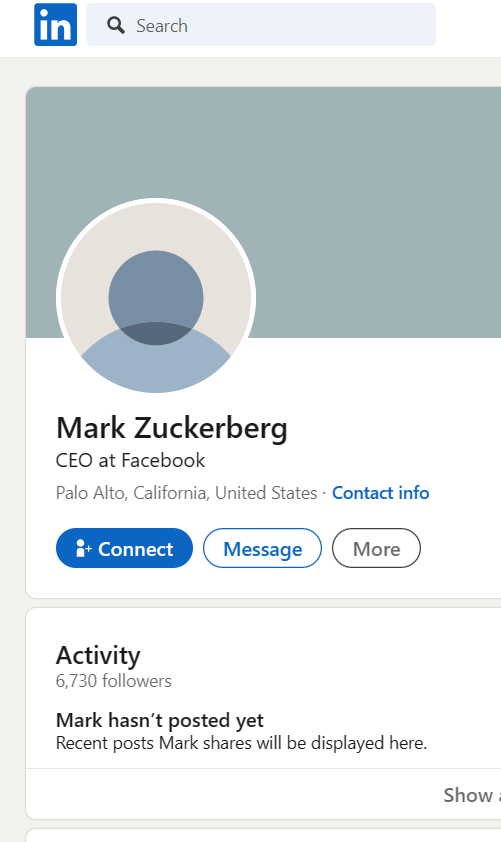 in
Search
Mark Zuckerberg
CEO at Facebook
Palo Alto, California, United States · Contact info
Connect Message More
Activity
6,730 followers
Mark hasn’t posted yet
Recent posts Mark shares will be displayed here.
Show